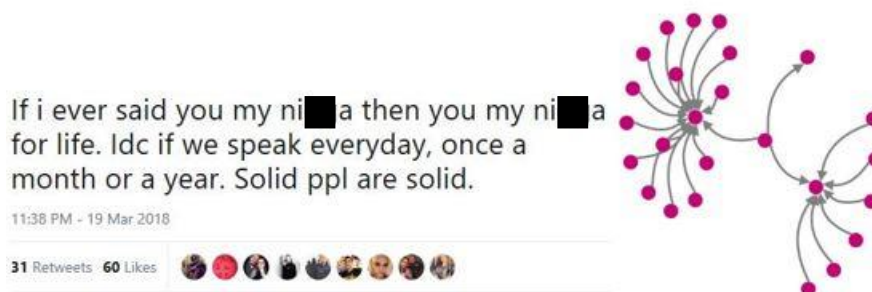 If i ever said you my ni█a then you my ni█a
for life. Idc if we speak everyday, once a
month or a year. Solid ppl are solid.
11:38 PM - 19 Mar 2018
31 Retweets 60 Likes